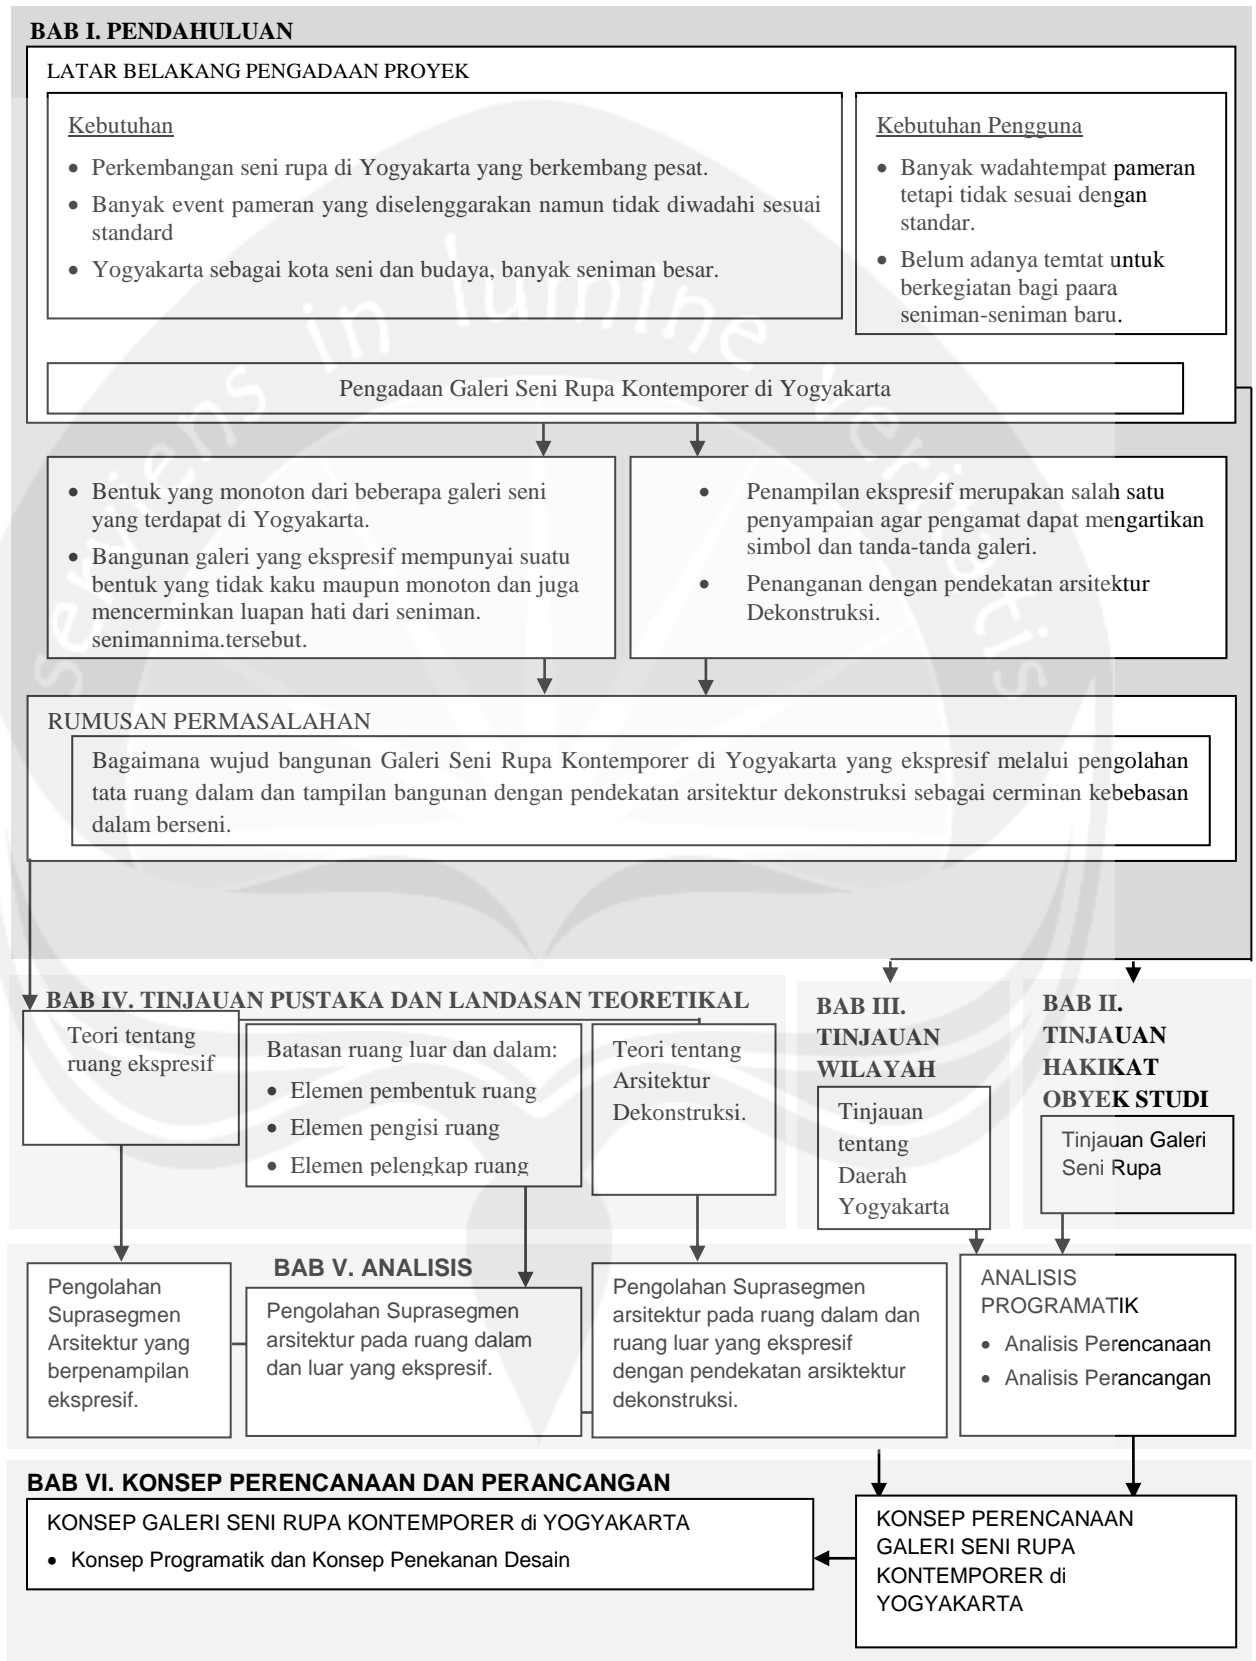 BAB I. PENDAHULUAN
LATAR BELAKANG PENGADAAN PROYEK
Kebutuhan
• Perkembangan seni rupa di Yogyakarta yang berkembang pesat.
• Banyak event pameran yang diselenggarakan namun tidak diwadahi sesuai
standard
• Yogyakarta sebagai kota seni dan budaya, banyak seniman besar.
Kebutuhan Pengguna
• Banyak wadahtempat pameran
tetapi tidak sesuai dengan
standar.
• Belum adanya temtat untuk
berkegiatan bagi paara
seniman-seniman baru.
Pengadaan Galeri Seni Rupa Kontemporer di Yogyakarta
• Bentuk yang monoton dari beberapa galeri seni
yang terdapat di Yogyakarta.
• Bangunan galeri yang ekspresif mempunyai suatu
bentuk yang tidak kaku maupun monoton dan juga
mencerminkan luapan hati dari seniman.
senimannima.tersebut.
• Penampilan ekspresif merupakan salah satu
penyampaian agar pengamat dapat mengartikan
simbol dan tanda-tanda galeri.
• Penanganan dengan pendekatan arsitektur
Dekonstruksi.
RUMUSAN PERMASALAHAN
Bagaimana wujud bangunan Galeri Seni Rupa Kontemporer di Yogyakarta yang ekspresif melalui pengolahan
tata ruang dalam dan tampilan bangunan dengan pendekatan arsitektur dekonstruksi sebagai cerminan kebebasan
dalam berseni.
BAB IV. TINJAUAN PUSTAKA DAN LANDASAN TEORETIKAL
Teori tentang
ruang ekspresif
Batasan ruang luar dan dalam:
• Elemen pembentuk ruang
• Elemen pengisi ruang
• Elemen pelengkap ruang
Teori tentang
Arsitektur
Dekonstruksi.
BAB III.
TINJAUAN
WILAYAH
Tinjauan
tentang
Daerah
Yogyakarta
BAB II.
TINJAUAN
HAKIKAT
OBYEK STUDI
Tinjauan Galeri
Seni Rupa
BAB V. ANALISIS
Pengolahan
Suprasegmen
Arsitektur yang
berpenampilan
ekspresif.
Pengolahan Suprasegmen
arsitektur pada ruang dalam
dan luar yang ekspresif.
Pengolahan Suprasegmen
arsitektur pada ruang dalam dan
ruang luar yang ekspresif
dengan pendekatan arsiktektur
dekonstruksi.
ANALISIS
PROGRAMATIK
• Analisis Perencanaan
• Analisis Perancangan
BAB VI. KONSEP PERENCANAAN DAN PERANCANGAN
KONSEP GALERI SENI RUPA KONTEMPORER di YOGYAKARTA
• Konsep Programatik dan Konsep Penekanan Desain
KONSEP PERENCANAAN
GALERI SENI RUPA
KONTEMPORER di
YOGYAKARTA
serviens in lumine veritatis